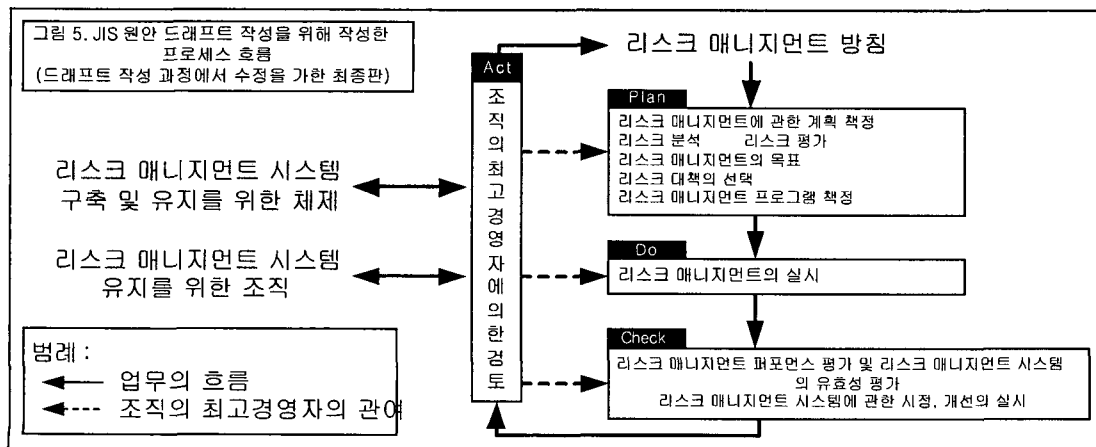 그림 5. JIS 원안 드래프트 작성을 위해 작성한
프로세스 흐름
(드래프트 작성 과정에서 수정을 가한 최종판)
리스크 매니지먼트 방침
Act
조직의최고경영자에의한검토
Plan
리스크 매니지먼트에 관한 계획 책정
리스크 분석 리스크 평가
리스크 매니지먼트의 목표
리스크 대책의 선택
리스크 매니지먼트 프로그램 책정
리스크 매니지먼트 시스템
구축 및 유지를 위한 체제
Do
리스크 매니지먼트의 실시
리스크 매니지먼트 시스템
유지를 위한 조직
Check
리스크 매니지먼트 퍼포먼스 평가 및 리스크 매니지먼트 시스템
의 유효성 평가
리스크 매니지먼트 시스템에 관한 시정, 개선의 실시
범례 :
업무의 흐름
조직의 최고경영자의 관여